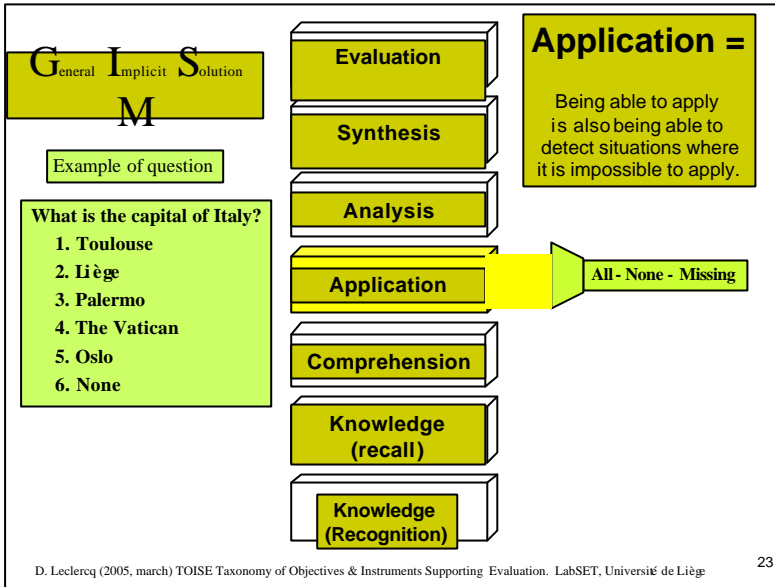 General Implicit Solution
M
Example of question
What is the capital of Italy?
1. Toulouse
2. Liège
3. Palermo
4. The Vatican
5. Oslo
6. None
Evaluation
Synthesis
Analysis
Application
Comprehension
Knowledge
(recall)
Knowledge
(Recognition)
Application =
Being able to apply
is also being able to
detect situations where
it is impossible to apply.
All - None - Missing
D. Leclercq (2005, march) TOISE Taxonomy of Objectives & Instruments Supporting Evaluation. LabSET, Université de Liège
23